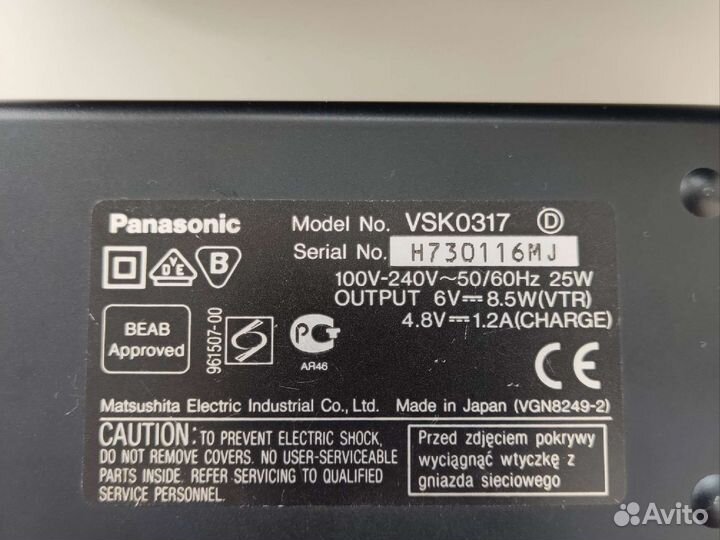 Panasonic
Model No. VSK0317 D
Serial No. H730116MJ
100V-240V~50/60Hz 25W
OUTPUT 6V⎓8.5W(VTR)
4.8V⎓1.2A(CHARGE)
DVE
B
BEAB
Approved
961507-00
S
РСТ
АЯ46
CE
Matsushita Electric Industrial Co., Ltd. Made in Japan (VGN8249-2)
CAUTION: TO PREVENT ELECTRIC SHOCK,
DO NOT REMOVE COVERS. NO USER-SERVICEABLE
PARTS INSIDE. REFER SERVICING TO QUALIFIED
SERVICE PERSONNEL.
Przed zdjęciem pokrywy
wyciągnąć wtyczkę z
gniazda sieciowego
Avito